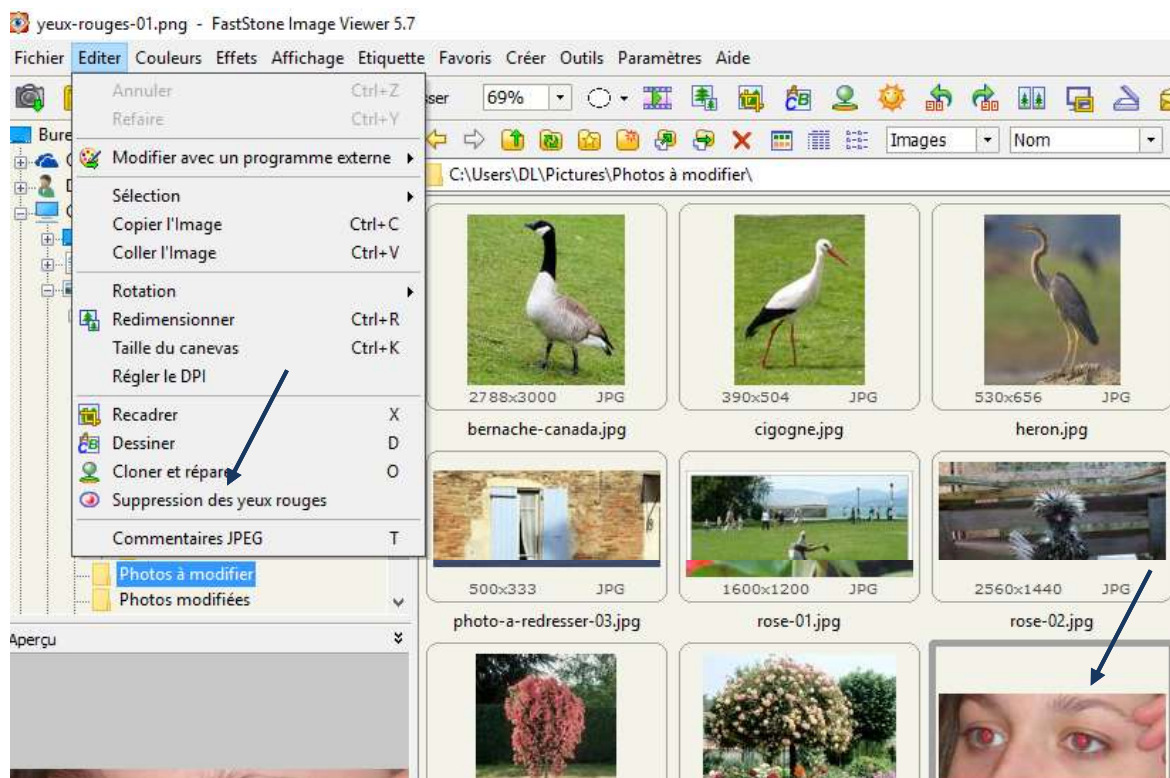 yeux-rouges-01.png - FastStone Image Viewer 5.7
Fichier Editer Couleurs Effets Affichage Etiquette Favoris Créer Outils Paramètres Aide
69%
Annuler Ctrl+Z
Refaire Ctrl+Y
Modifier avec un programme externe
Sélection
Copier l'Image Ctrl+C
Coller l'Image Ctrl+V
Rotation
Redimensionner Ctrl+R
Taille du canevas Ctrl+K
Régler le DPI
Recadrer X
Dessiner D
Cloner et réparer O
Suppression des yeux rouges
Commentaires JPEG T
Photos à modifier
Photos modifiées
Aperçu
Images Nom
C:\Users\DL\Pictures\Photos à modifier\
2788x3000 JPG
390x504 JPG
530x656 JPG
bernache-canada.jpg
cigogne.jpg
heron.jpg
500x333 JPG
1600x1200 JPG
2560x1440 JPG
photo-a-redresser-03.jpg
rose-01.jpg
rose-02.jpg